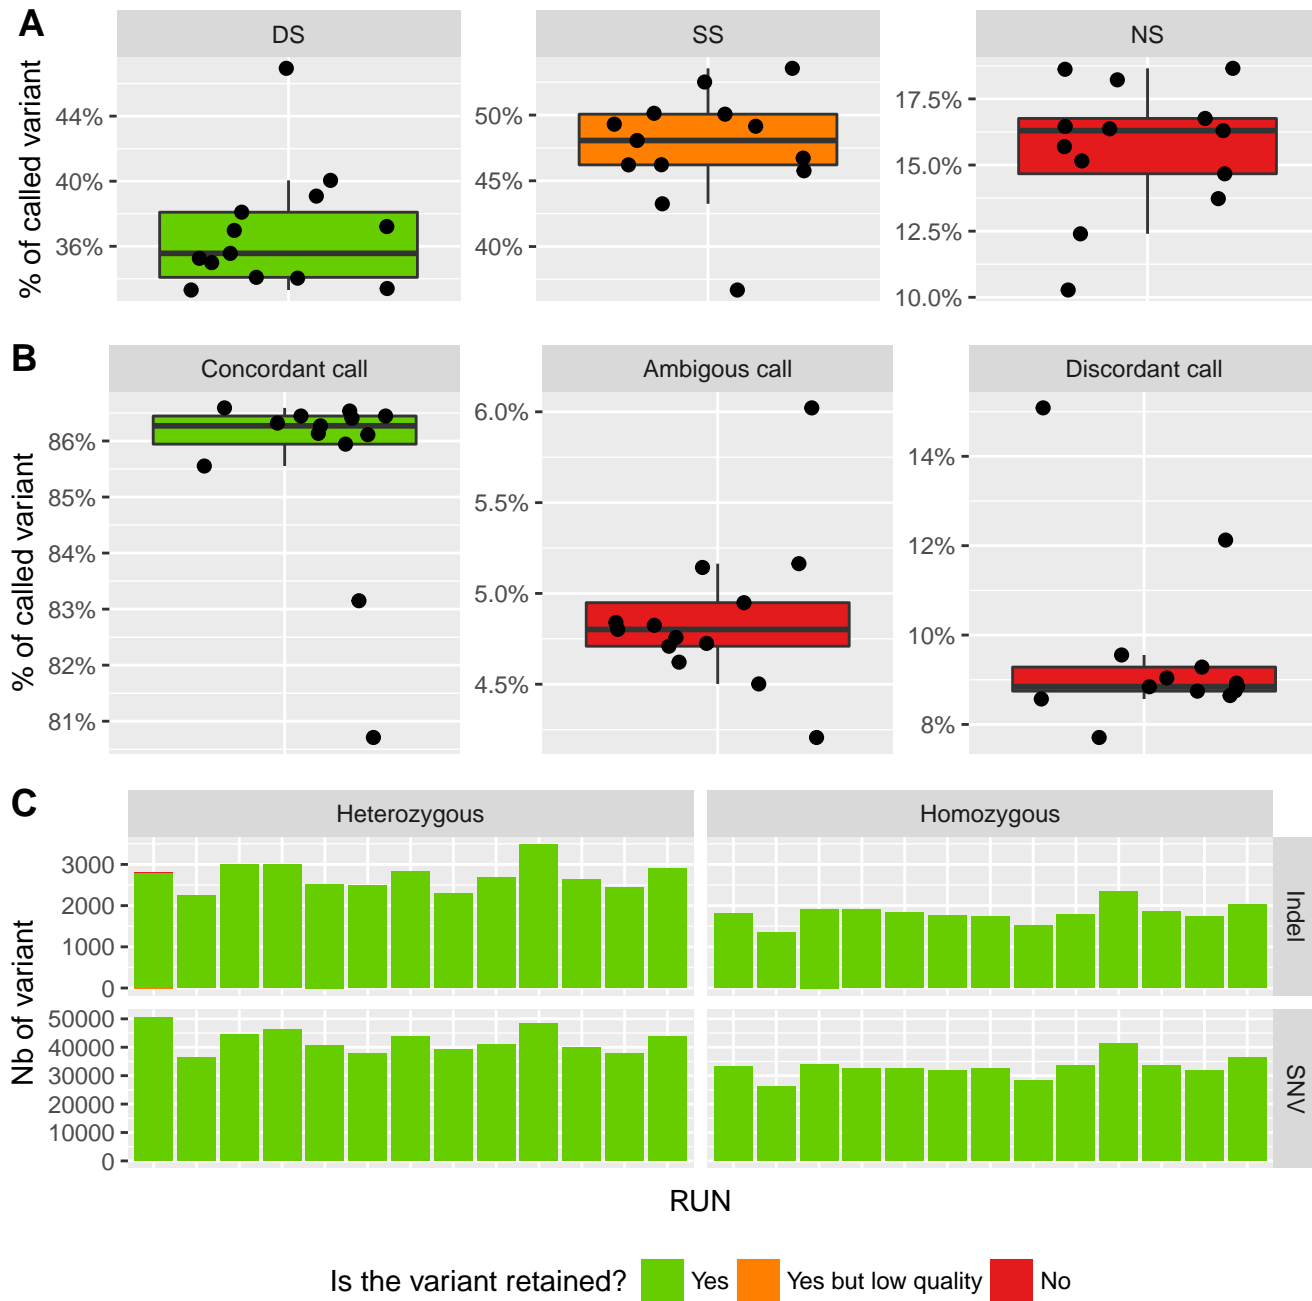 A
DS
SS
NS
% of called variant
44%
40%
36%
50%
45%
40%
17.5%
15.0%
12.5%
10.0%
B
Concordant call
Ambigous call
Discordant call
% of called variant
86%
85%
84%
83%
82%
81%
6.0%
5.5%
5.0%
4.5%
14%
12%
10%
8%
C
Heterozygous
Homozygous
Nb of variant
3000
2000
1000
0
Indel
50000
40000
30000
20000
10000
0
SNV
RUN
Is the variant retained? Yes Yes but low quality No